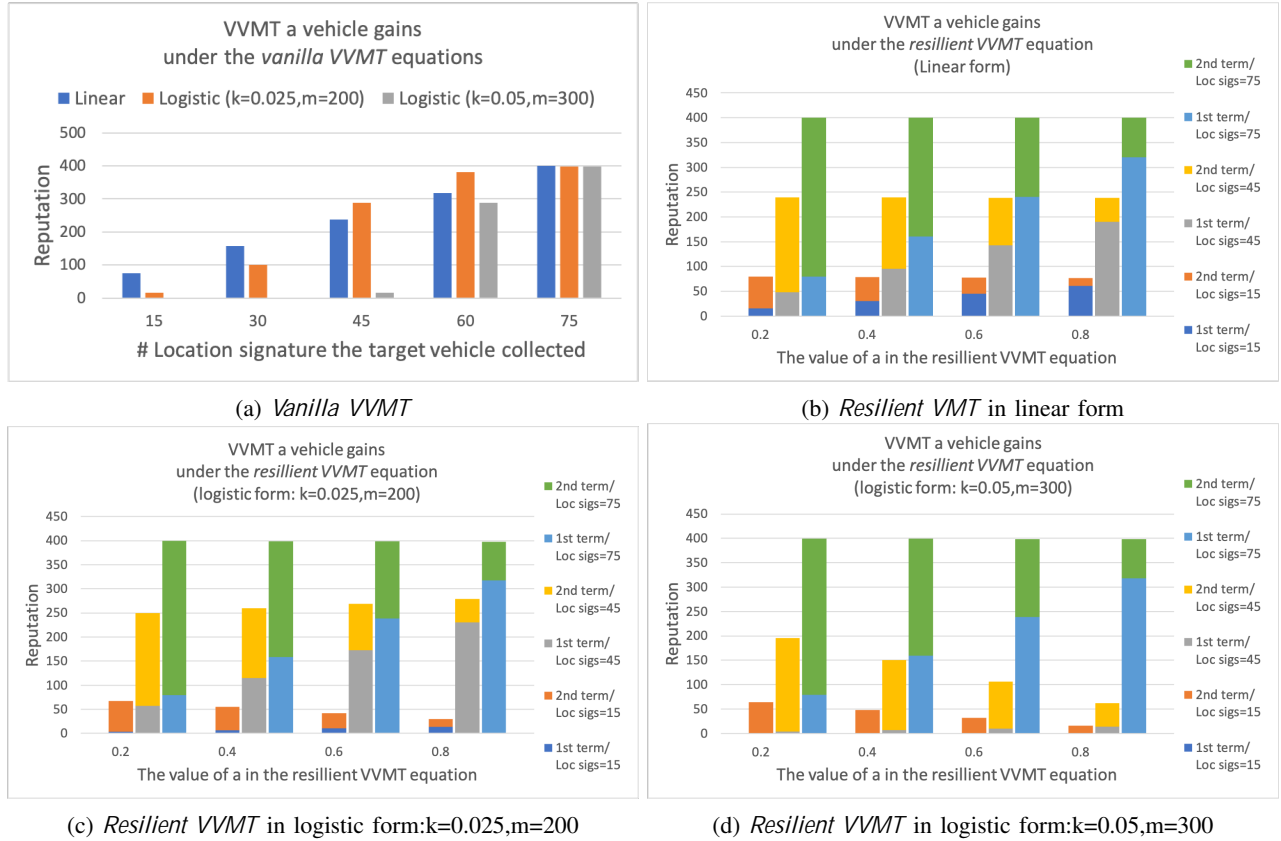 VVMT a vehicle gains
under the vanilla VVMT equations
Linear Logistic (k=0.025,m=200) Logistic (k=0.05,m=300)
500
400
300
200
100
0
Reputation
15 30 45 60 75
# Location signature the target vehicle collected
(a) Vanilla VVMT
VVMT a vehicle gains
under the resillient VVMT equation
(Linear form)
450
400
350
300
250
200
150
100
50
0
Reputation
0.2 0.4 0.6 0.8
The value of a in the resillient VVMT equation
2nd term/
Loc sigs=75
1st term/
Loc sigs=75
2nd term/
Loc sigs=45
1st term/
Loc sigs=45
2nd term/
Loc sigs=15
1st term/
Loc sigs=15
(b) Resilient VMT in linear form
VVMT a vehicle gains
under the resillient VVMT equation
(logistic form: k=0.025,m=200)
450
400
350
300
250
200
150
100
50
0
Reputation
0.2 0.4 0.6 0.8
The value of a in the resillient VVMT equation
2nd term/
Loc sigs=75
1st term/
Loc sigs=75
2nd term/
Loc sigs=45
1st term/
Loc sigs=45
2nd term/
Loc sigs=15
1st term/
Loc sigs=15
(c) Resilient VVMT in logistic form:k=0.025,m=200
VVMT a vehicle gains
under the resillient VVMT equation
(logistic form: k=0.05,m=300)
450
400
350
300
250
200
150
100
50
0
Reputation
0.2 0.4 0.6 0.8
The value of a in the resillient VVMT equation
2nd term/
Loc sigs=75
1st term/
Loc sigs=75
2nd term/
Loc sigs=45
1st term/
Loc sigs=45
2nd term/
Loc sigs=15
1st term/
Loc sigs=15
(d) Resilient VVMT in logistic form:k=0.05,m=300